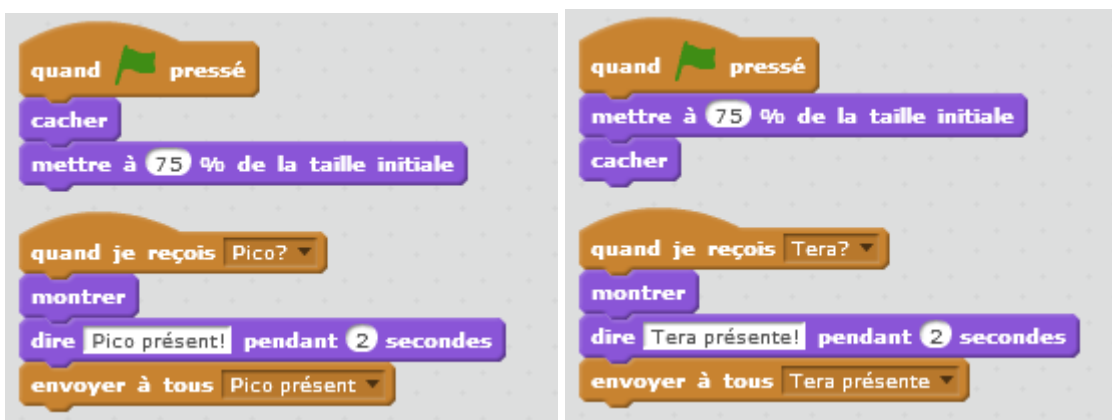 quand pressé
cacher
mettre à 75 % de la taille initiale
quand je reçois Pico?
montrer
dire Pico présent! pendant 2 secondes
envoyer à tous Pico présent
quand pressé
mettre à 75 % de la taille initiale
cacher
quand je reçois Tera?
montrer
dire Tera présente! pendant 2 secondes
envoyer à tous Tera présente